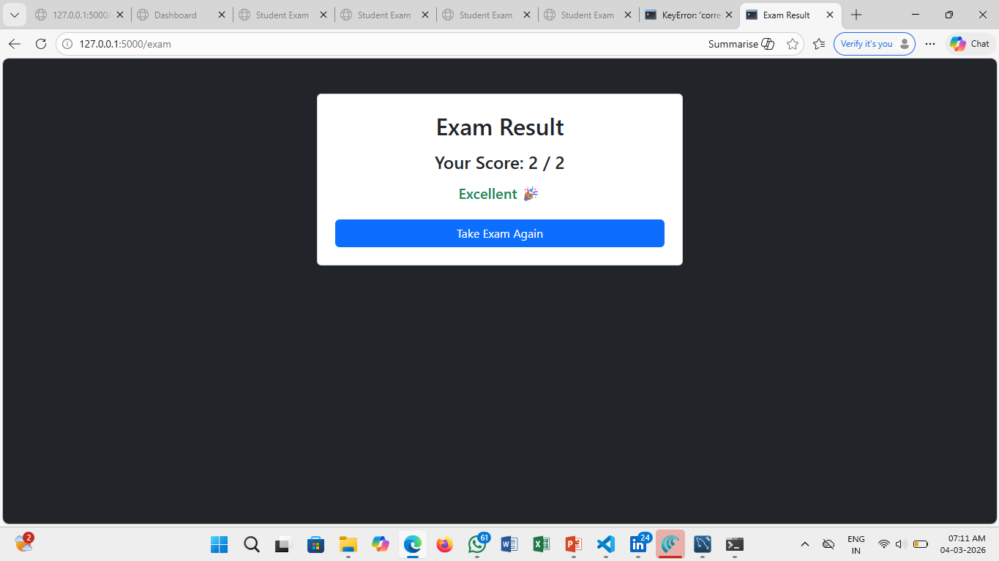 127.0.0.1:5000/
Dashboard
Student Exam
Student Exam
Student Exam
Student Exam
KeyError: 'corre
Exam Result
127.0.0.1:5000/exam
Summarise
Verify it's you
Chat
Exam Result
Your Score: 2 / 2
Excellent 🎉
Take Exam Again
2
61
24
ENG
IN
07:11 AM
04-03-2026